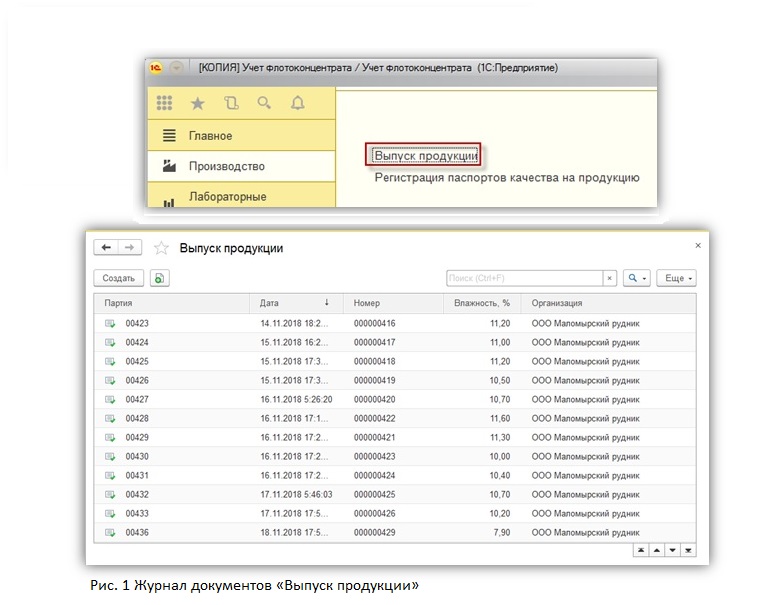 1С [КОПИЯ] Учет флотоконцентрата / Учет флотоконцентрата (1С:Предприятие)
Главное
Производство
Лабораторные
Выпуск продукции
Регистрация паспортов качества на продукцию
Выпуск продукции ×
Создать Поиск (Ctrl+F) × Еще
Партия Дата ↓ Номер Влажность, % Организация
00423 14.11.2018 18:2... 000000416 11,20 ООО Маломырский рудник
00424 15.11.2018 16:2... 000000417 11,00 ООО Маломырский рудник
00425 15.11.2018 17:3... 000000418 11,20 ООО Маломырский рудник
00426 15.11.2018 17:3... 000000419 10,50 ООО Маломырский рудник
00427 16.11.2018 5:26:20 000000420 10,70 ООО Маломырский рудник
00428 16.11.2018 17:1... 000000422 11,60 ООО Маломырский рудник
00429 16.11.2018 17:2... 000000421 11,30 ООО Маломырский рудник
00430 16.11.2018 17:2... 000000423 10,00 ООО Маломырский рудник
00431 16.11.2018 17:2... 000000424 10,40 ООО Маломырский рудник
00432 17.11.2018 5:46:03 000000425 10,70 ООО Маломырский рудник
00433 17.11.2018 17:5... 000000426 10,20 ООО Маломырский рудник
00436 18.11.2018 17:5... 000000429 7,90 ООО Маломырский рудник
Рис. 1 Журнал документов «Выпуск продукции»